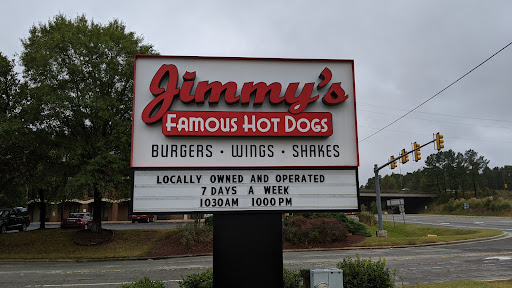 Jimmy's
FAMOUS HOT DOGS
BURGERS • WINGS • SHAKES
LOCALLY OWNED AND OPERATED
7 DAYS A WEEK
1030AM 1000PM